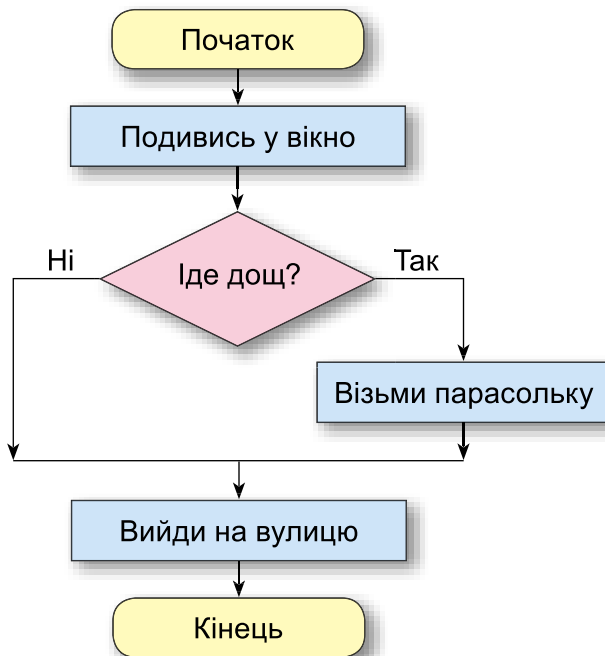 Початок
Подивись у вікно
Іде дощ?
Ні
Так
Візьми парасольку
Вийди на вулицю
Кінець